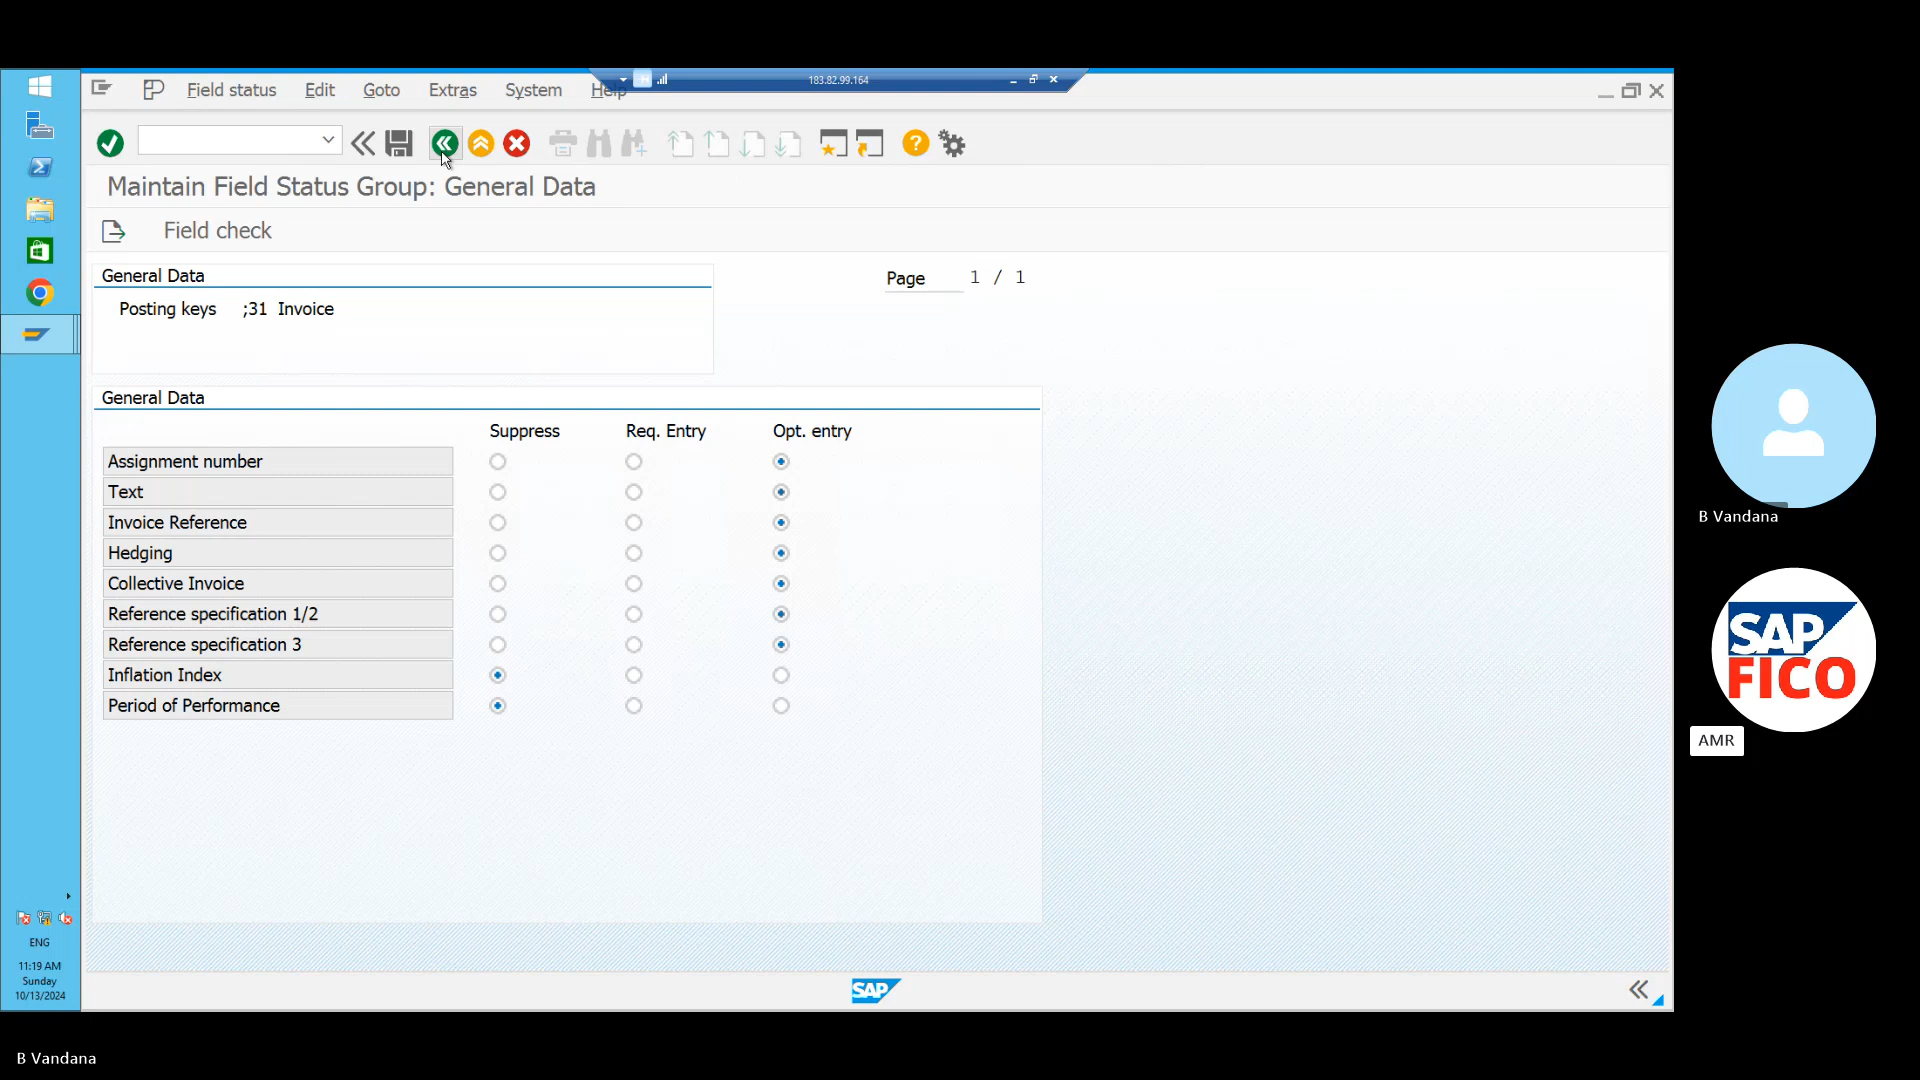 183.82.99.164
Field status Edit Goto Extras System Help
Maintain Field Status Group: General Data
Field check
General Data
Page 1 / 1
Posting keys ;31 Invoice
General Data
Suppress Req. Entry Opt. entry
Assignment number
Text
Invoice Reference
Hedging
Collective Invoice
Reference specification 1/2
Reference specification 3
Inflation Index
Period of Performance
ENG
11:19 AM
Sunday
10/13/2024
SAP
B Vandana
SAP
FICO
AMR
B Vandana